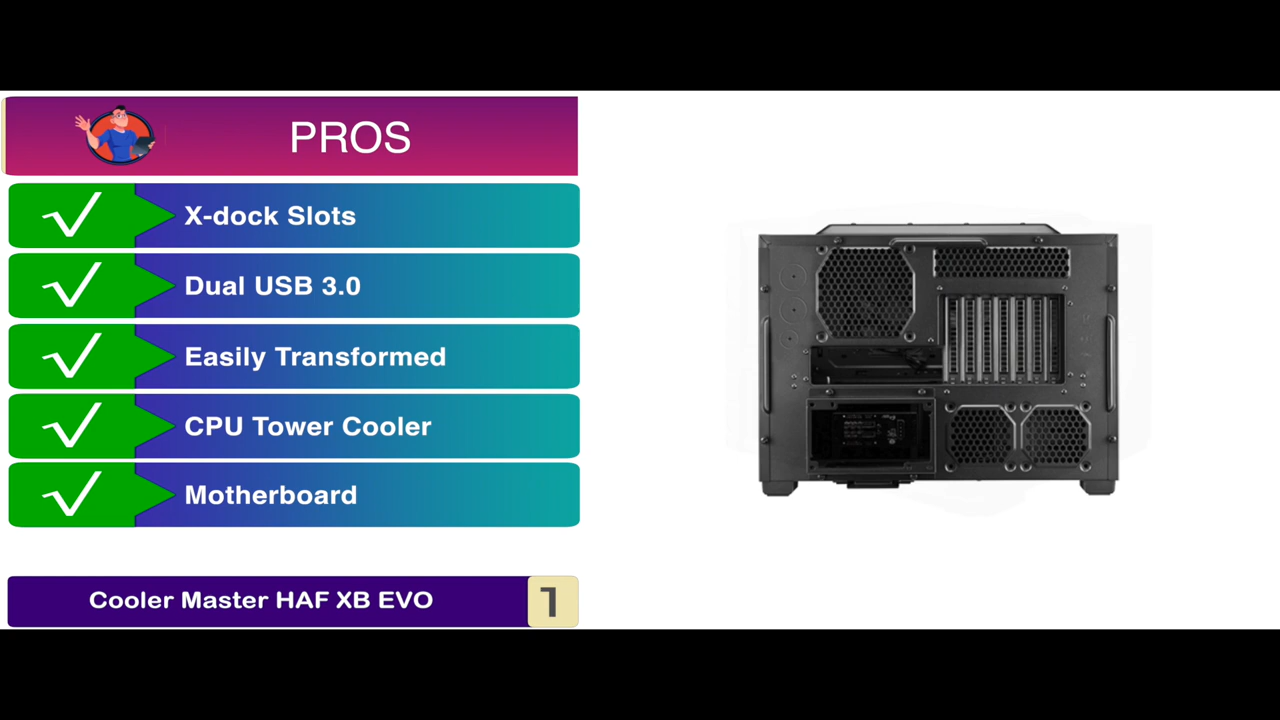 PROS
X-dock Slots
Dual USB 3.0
Easily Transformed
CPU Tower Cooler
Motherboard
Cooler Master HAF XB EVO
1